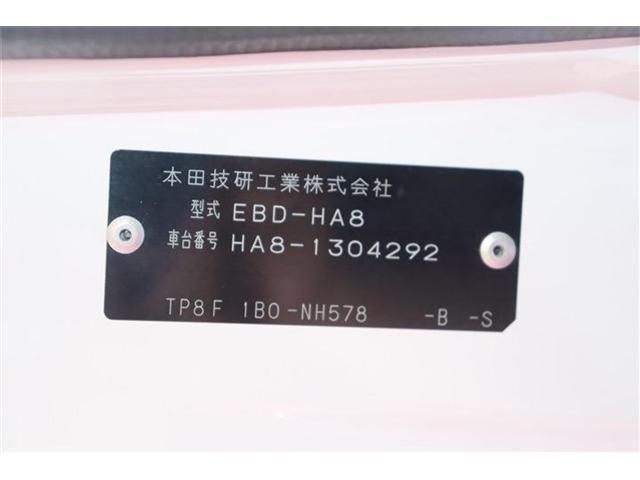 本田技研工業株式会社
型式 EBD-HA8
車台番号 HA8-1304292
TP8F 1B0-NH578 -B -S